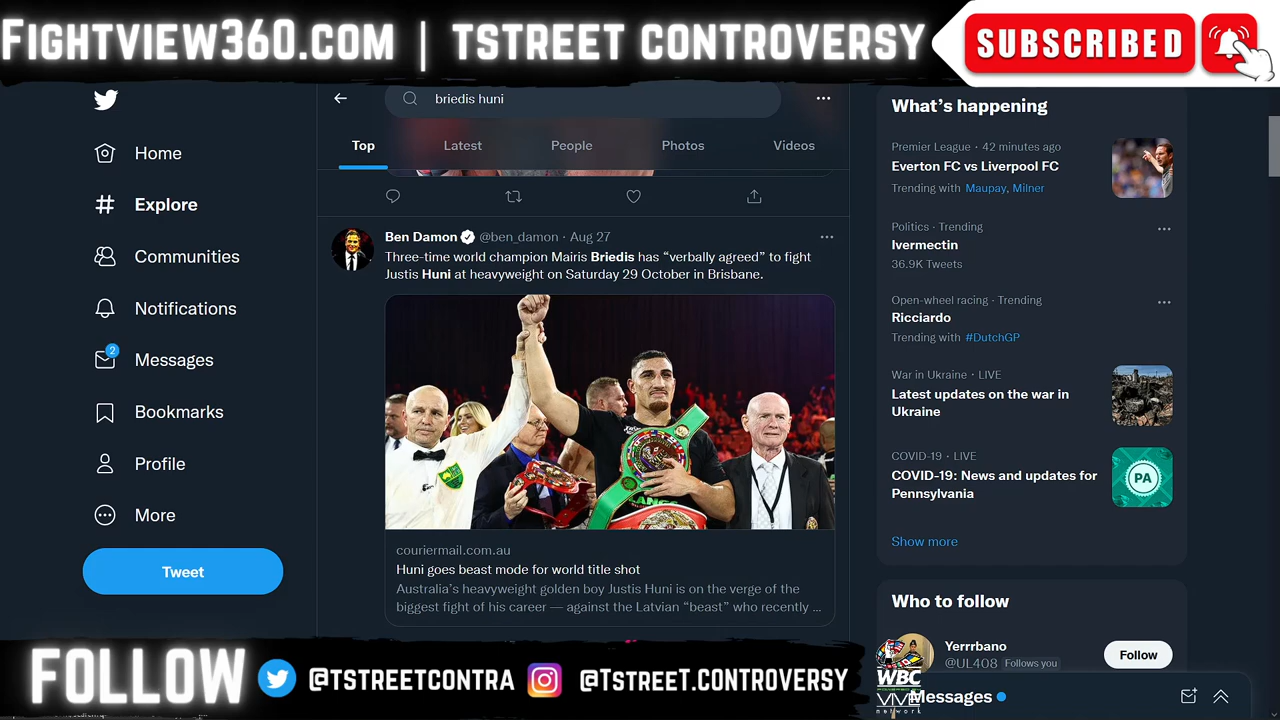 FIGHTVIEW360.COM | TSTREET CONTROVERSY
SUBSCRIBED
briedis huni
Top
Latest
People
Photos
Videos
Home
Explore
Communities
Notifications
2
Messages
Bookmarks
Profile
More
Tweet
Ben Damon @ben_damon · Aug 27
Three-time world champion Mairis Briedis has “verbally agreed” to fight
Justis Huni at heavyweight on Saturday 29 October in Brisbane.
couriermail.com.au
Huni goes beast mode for world title shot
Australia’s heavyweight golden boy Justis Huni is on the verge of the
biggest fight of his career — against the Latvian “beast” who recently ...
What’s happening
Premier League · 42 minutes ago
Everton FC vs Liverpool FC
Trending with Maupay, Milner
Politics · Trending
Ivermectin
36.9K Tweets
Open-wheel racing · Trending
Ricciardo
Trending with #DutchGP
War in Ukraine · LIVE
Latest updates on the war in
Ukraine
COVID-19 · LIVE
COVID-19: News and updates for
Pennsylvania
PA
Show more
Who to follow
Yerrrbano
@UL408 Follows you
Follow
WBC
VIVE
network
Messages
FOLLOW
@TSTREETCONTRA
@TSTREET.CONTROVERSY